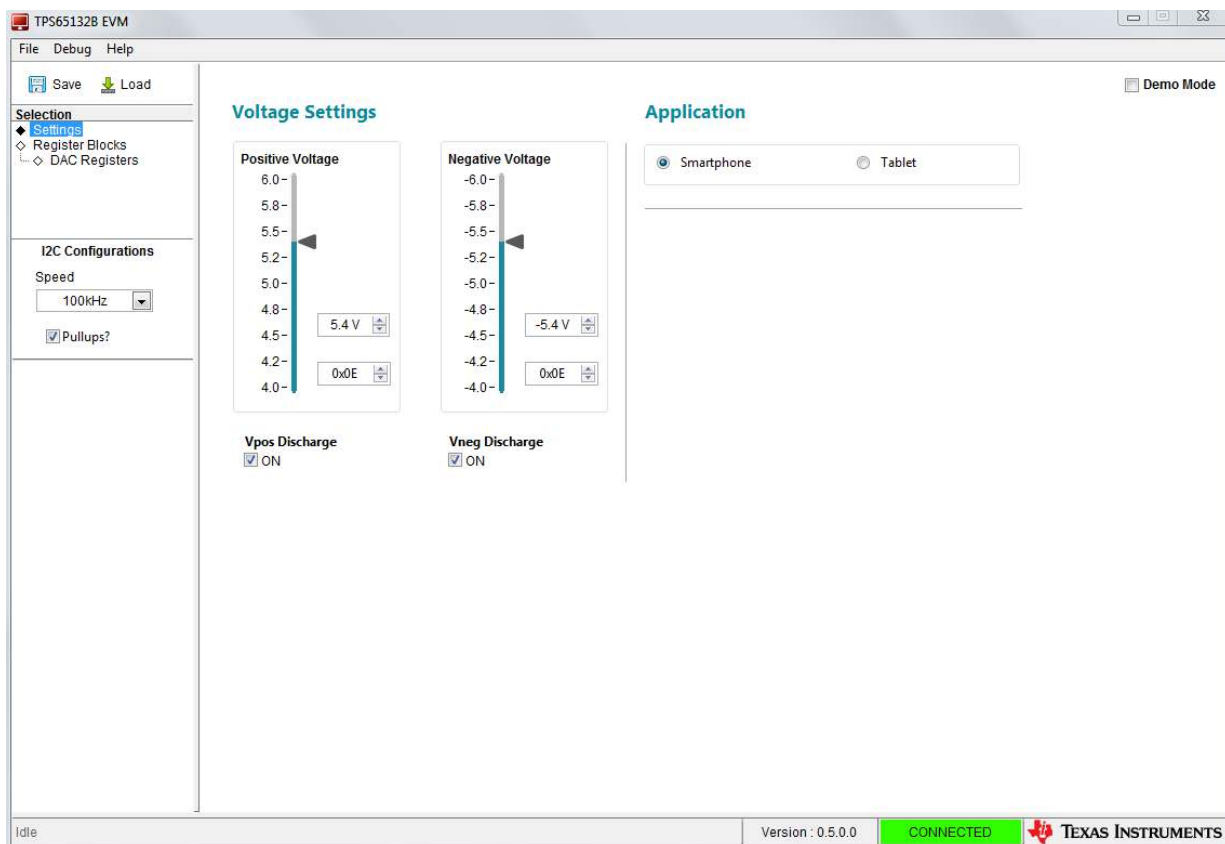 TPS65132B EVM
File Debug Help
Save Load
Selection
Settings
Register Blocks
DAC Registers
I2C Configurations
Speed
100kHz
Pullups?
Demo Mode
Voltage Settings
Positive Voltage
6.0
5.8
5.5
5.2
5.0
4.8
4.5
4.2
4.0
5.4 V
0x0E
Vpos Discharge
ON
Negative Voltage
-6.0
-5.8
-5.5
-5.2
-5.0
-4.8
-4.5
-4.2
-4.0
-5.4 V
0x0E
Vneg Discharge
ON
Application
Smartphone Tablet
Idle
Version : 0.5.0.0
CONNECTED
TEXAS INSTRUMENTS